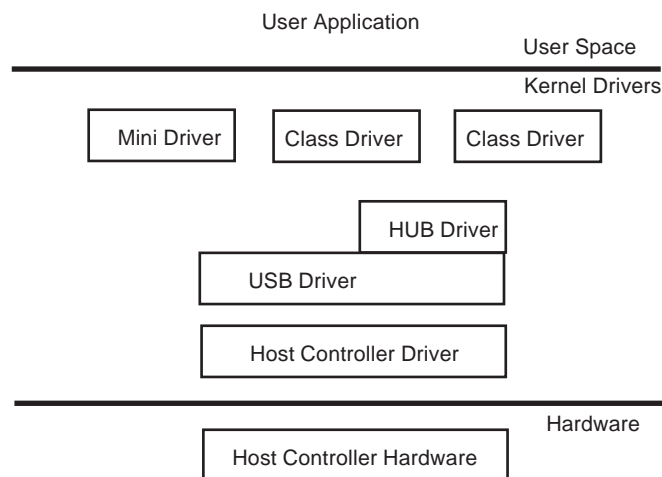 User Application
User Space
Kernel Drivers
Mini Driver
Class Driver
Class Driver
HUB Driver
USB Driver
Host Controller Driver
Hardware
Host Controller Hardware